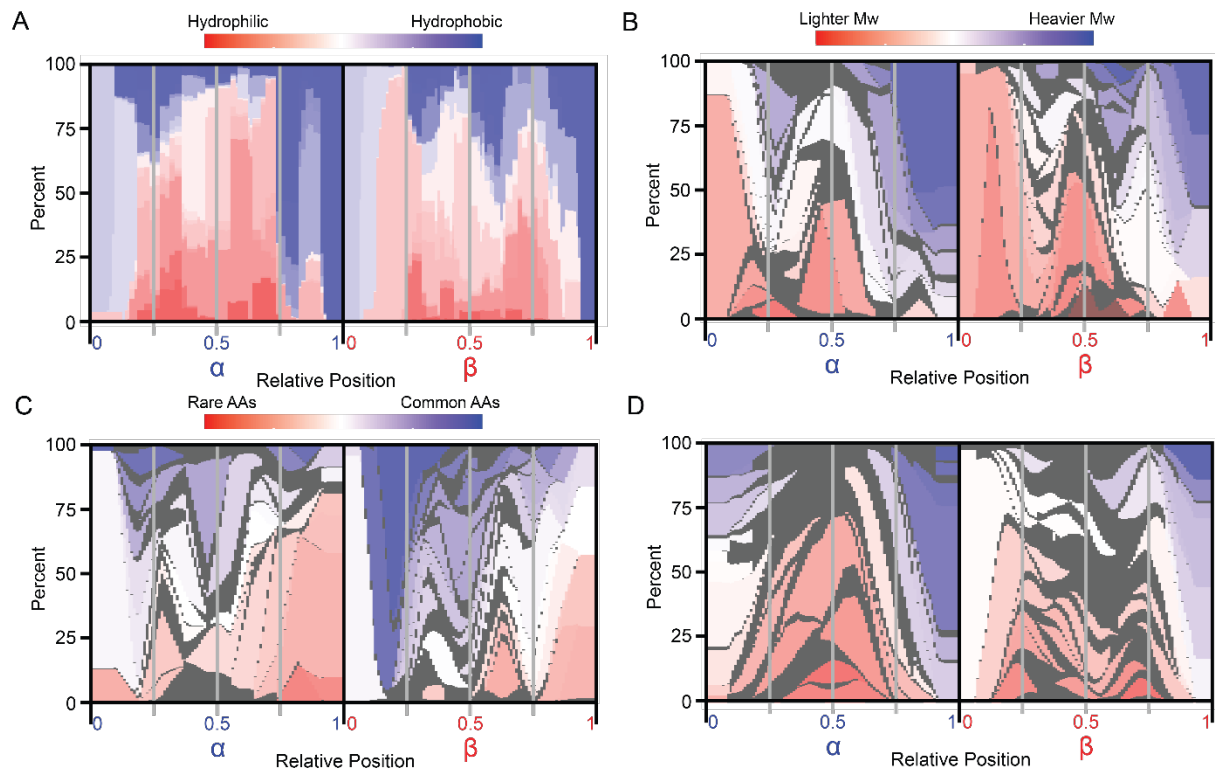 A
Hydrophilic Hydrophobic
Percent
100
75
50
25
0
0 0.5 1 0 0.5 1
α β
Relative Position
B
Lighter Mw Heavier Mw
Percent
100
75
50
25
0
0 0.5 1 0 0.5 1
α β
Relative Position
C
Rare AAs Common AAs
Percent
100
75
50
25
0
0 0.5 1 0 0.5 1
α β
Relative Position
D
Percent
100
75
50
25
0
0 0.5 1 0 0.5 1
α β
Relative Position